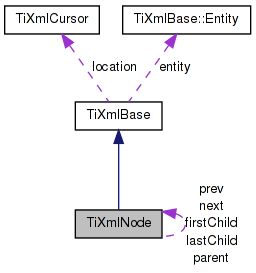 TiXmlCursor
TiXmlBase::Entity
location
entity
TiXmlBase
prev
next
firstChild
lastChild
parent
TiXmlNode